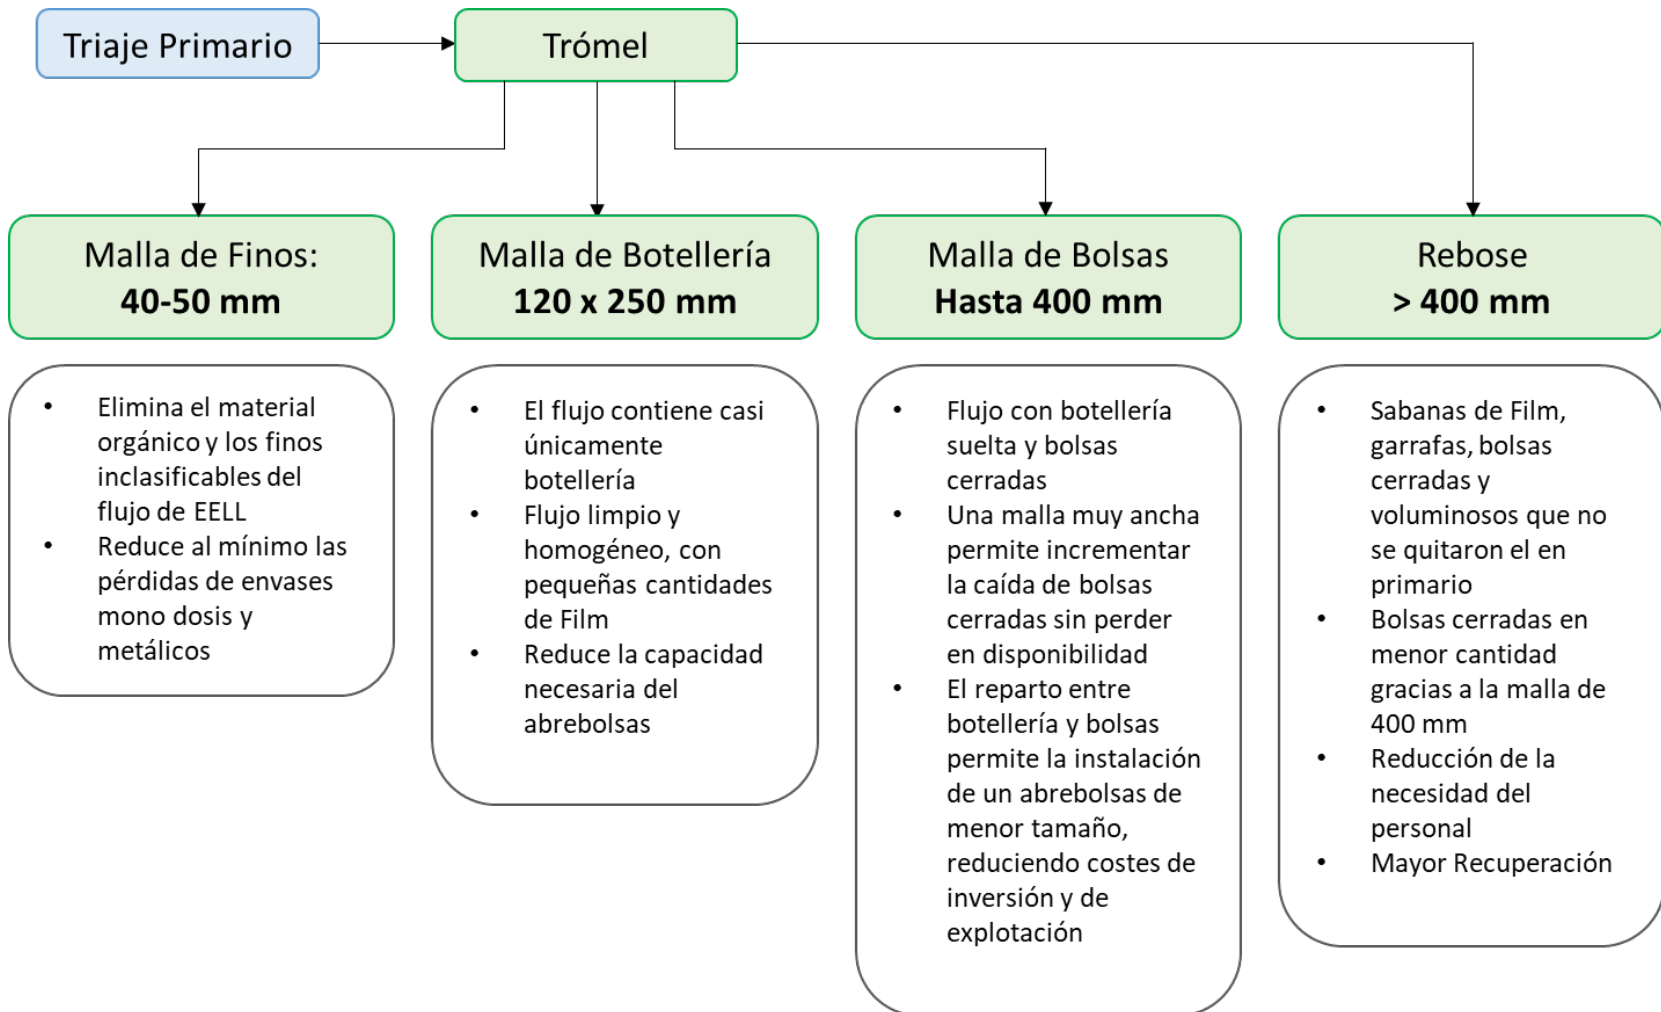 Triaje Primario
Trómel
Malla de Finos:
40-50 mm
Malla de Botellería
120 x 250 mm
Malla de Bolsas
Hasta 400 mm
Rebose
> 400 mm
• Elimina el material
orgánico y los finos
inclasificables del
flujo de EELL
• Reduce al mínimo las
pérdidas de envases
mono dosis y
metálicos
• El flujo contiene casi
únicamente
botellería
• Flujo limpio y
homogéneo, con
pequeñas cantidades
de Film
• Reduce la capacidad
necesaria del
abrebolsas
• Flujo con botellería
suelta y bolsas
cerradas
• Una malla muy ancha
permite incrementar
la caída de bolsas
cerradas sin perder
en disponibilidad
• El reparto entre
botellería y bolsas
permite la instalación
de un abrebolsas de
menor tamaño,
reduciendo costes de
inversión y de
explotación
• Sabanas de Film,
garrafas, bolsas
cerradas y
voluminosos que no
se quitaron el en
primario
• Bolsas cerradas en
menor cantidad
gracias a la malla de
400 mm
• Reducción de la
necesidad del
personal
• Mayor Recuperación